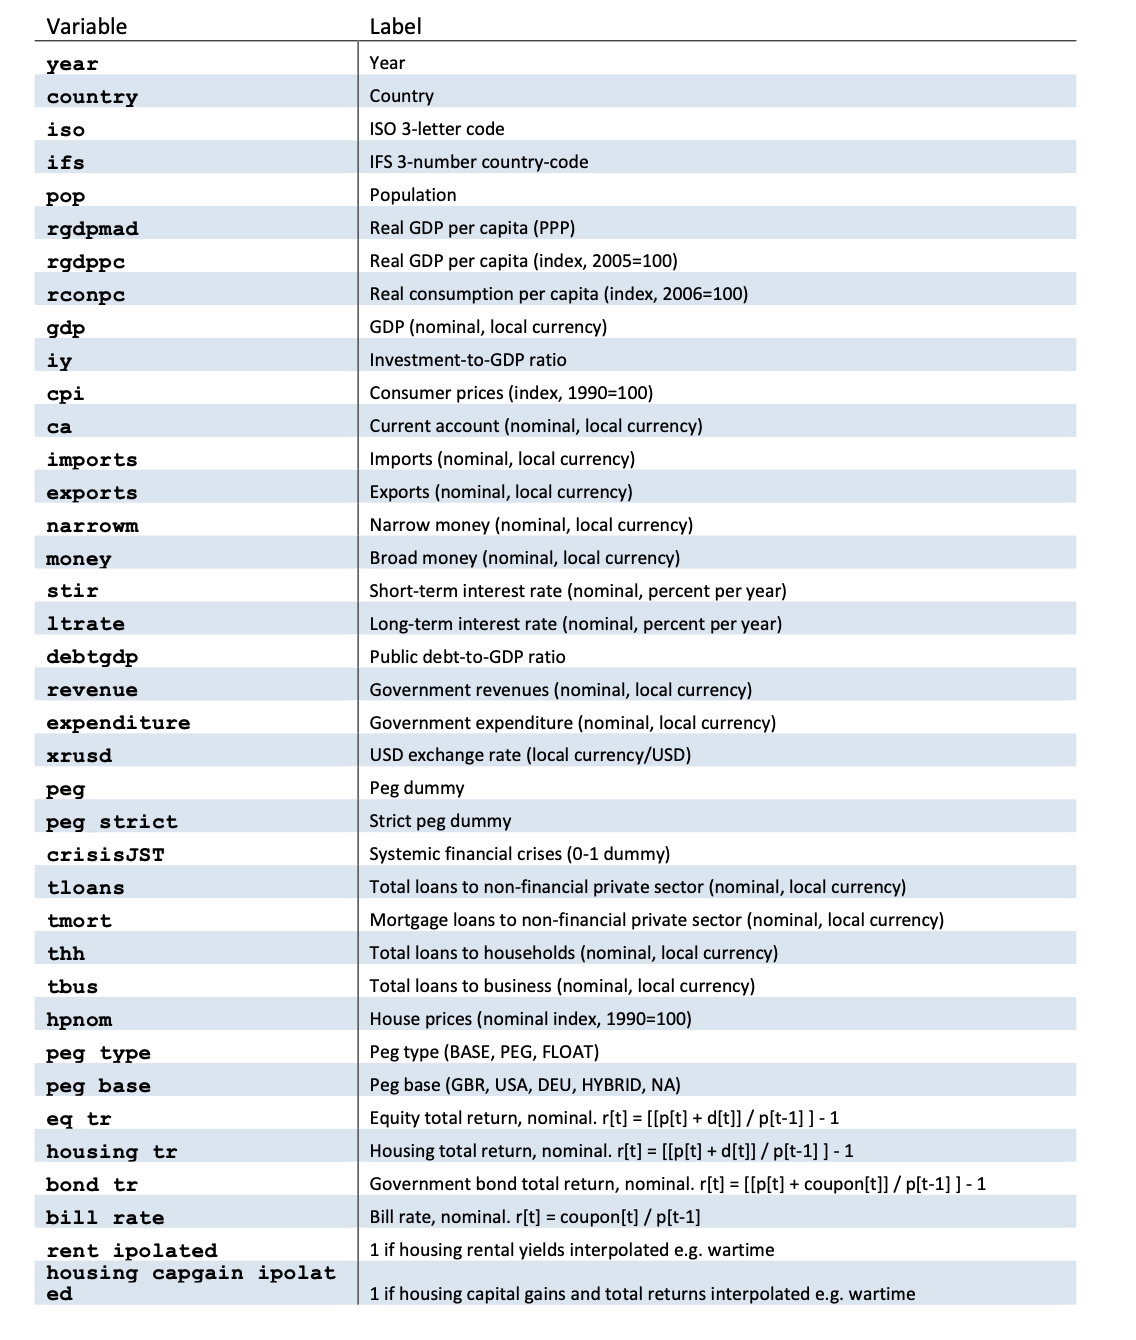 Variable Label
year Year
country Country
iso ISO 3-letter code
ifs IFS 3-number country-code
pop Population
rgdpmad Real GDP per capita (PPP)
rgdppc Real GDP per capita (index, 2005=100)
rconpc Real consumption per capita (index, 2006=100)
gdp GDP (nominal, local currency)
iy Investment-to-GDP ratio
cpi Consumer prices (index, 1990=100)
ca Current account (nominal, local currency)
imports Imports (nominal, local currency)
exports Exports (nominal, local currency)
narrowm Narrow money (nominal, local currency)
money Broad money (nominal, local currency)
stir Short-term interest rate (nominal, percent per year)
ltrate Long-term interest rate (nominal, percent per year)
debtgdp Public debt-to-GDP ratio
revenue Government revenues (nominal, local currency)
expenditure Government expenditure (nominal, local currency)
xrusd USD exchange rate (local currency/USD)
peg Peg dummy
peg strict Strict peg dummy
crisisJST Systemic financial crises (0-1 dummy)
tloans Total loans to non-financial private sector (nominal, local currency)
tmort Mortgage loans to non-financial private sector (nominal, local currency)
thh Total loans to households (nominal, local currency)
tbus Total loans to business (nominal, local currency)
hpnom House prices (nominal index, 1990=100)
peg type Peg type (BASE, PEG, FLOAT)
peg base Peg base (GBR, USA, DEU, HYBRID, NA)
eq tr Equity total return, nominal. r[t] = [[p[t] + d[t]] / p[t-1] ] - 1
housing tr Housing total return, nominal. r[t] = [[p[t] + d[t]] / p[t-1] ] - 1
bond tr Government bond total return, nominal. r[t] = [[p[t] + coupon[t]] / p[t-1] ] - 1
bill rate Bill rate, nominal. r[t] = coupon[t] / p[t-1]
rent ipolated 1 if housing rental yields interpolated e.g. wartime
housing capgain ipolat
ed 1 if housing capital gains and total returns interpolated e.g. wartime